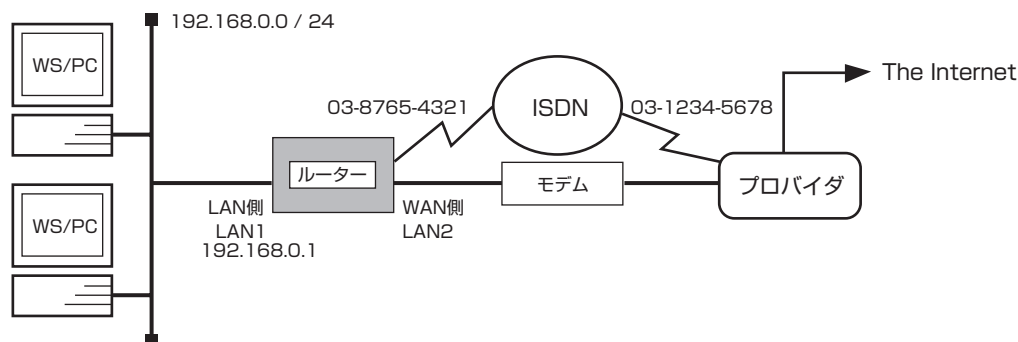 192.168.0.0 / 24
WS/PC
The Internet
03-8765-4321
ISDN
03-1234-5678
ルーター
モデム
プロバイダ
LAN側
LAN1
192.168.0.1
WAN側
LAN2
WS/PC